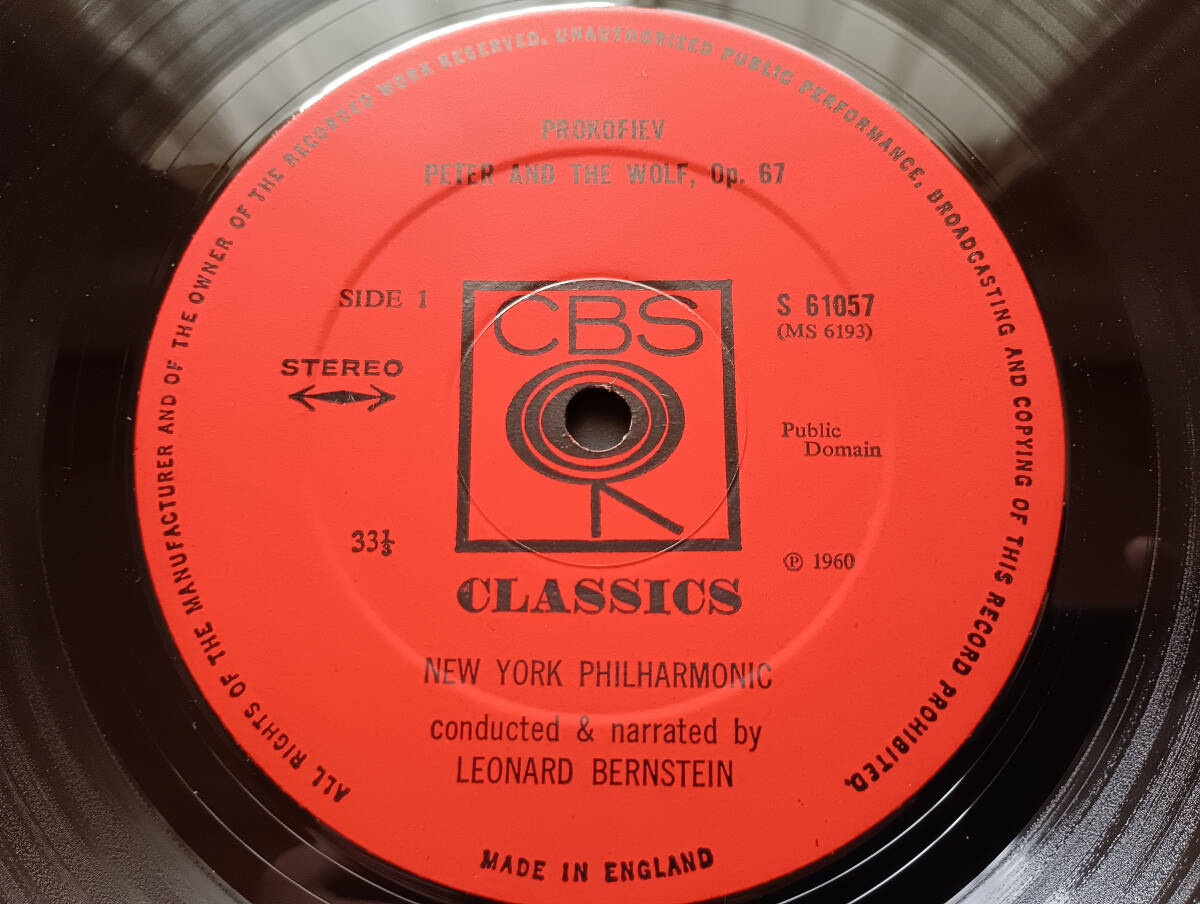 ALL RIGHTS OF THE MANUFACTURER AND OF THE OWNER OF THE RECORDED WORK RESERVED. UNAUTHORIZED PUBLIC PERFORMANCE, BROADCASTING AND COPYING OF THIS RECORD PROHIBITED.
PROKOFIEV
PETER AND THE WOLF, Op. 67
SIDE 1
STEREO
33⅓
CBS
CLASSICS
S 61057
(MS 6193)
Public
Domain
℗ 1960
NEW YORK PHILHARMONIC
conducted & narrated by
LEONARD BERNSTEIN
MADE IN ENGLAND